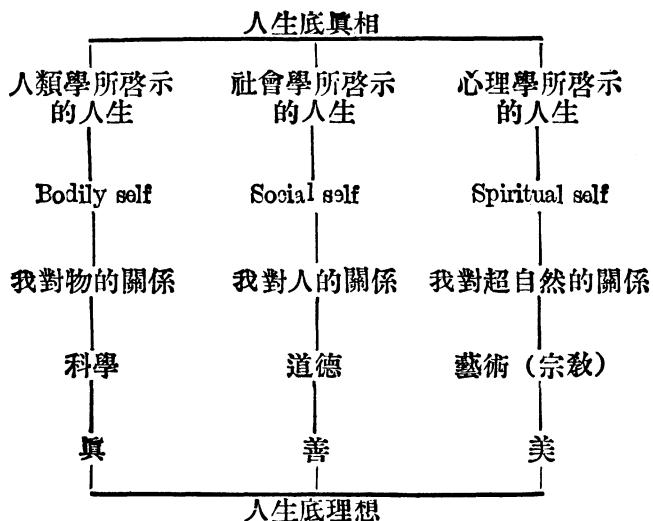 人生底眞相
人類學所啓示 社會學所啓示 心理學所啓示
的人生 的人生 的人生
Bodily self Social self Spiritual self
我對物的關係 我對人的關係 我對超自然的關係
科學 道德 藝術（宗敎）
眞 善 美
人生底理想